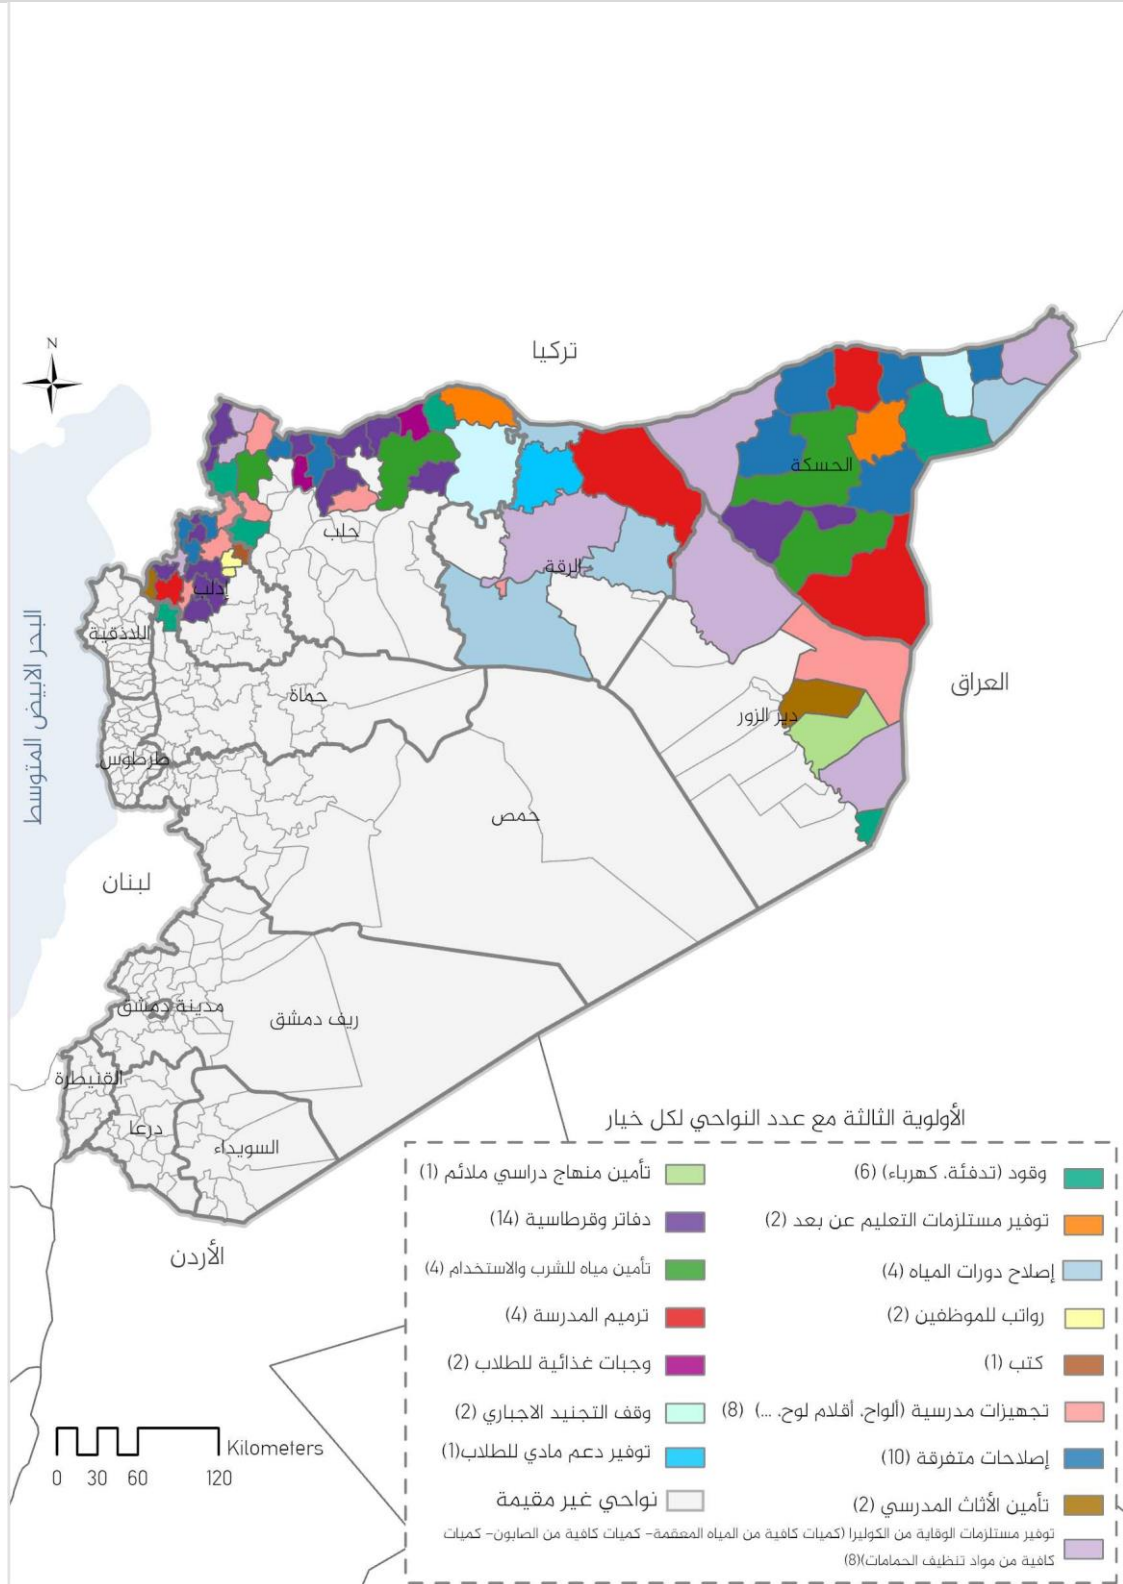 N
تركيا
الحسكة
حلب
الرقة
إدلب
اللاذقية
البحر الابيض المتوسط
العراق
حماة
دير الزور
طرطوس
حمص
لبنان
مدينة دمشق
ريف دمشق
القنيطرة
درعا
السويداء
الأردن
الأولوية الثالثة مع عدد النواحي لكل خيار
وقود (تدفئة، كهرباء) (6)
توفير مستلزمات التعليم عن بعد (2)
إصلاح دورات المياه (4)
رواتب للموظفين (2)
كتب (1)
تجهيزات مدرسية (ألواح، أقلام لوح، ...) (8)
إصلاحات متفرقة (10)
تأمين الأثاث المدرسي (2)
تأمين منهاج دراسي ملائم (1)
دفاتر وقرطاسية (14)
تأمين مياه للشرب والاستخدام (4)
ترميم المدرسة (4)
وجبات غذائية للطلاب (2)
وقف التجنيد الاجباري (2)
توفير دعم مادي للطلاب(1)
نواحي غير مقيمة
توفير مستلزمات الوقاية من الكوليرا (كميات كافية من المياه المعقمة- كميات كافية من الصابون- كميات
كافية من مواد تنظيف الحمامات)(8)
Kilometers
0 30 60 120